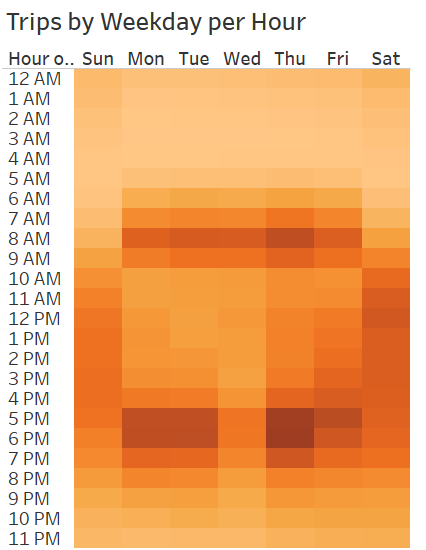 Trips by Weekday per Hour
Hour o.. Sun Mon Tue Wed Thu Fri Sat
12 AM
1 AM
2 AM
3 AM
4 AM
5 AM
6 AM
7 AM
8 AM
9 AM
10 AM
11 AM
12 PM
1 PM
2 PM
3 PM
4 PM
5 PM
6 PM
7 PM
8 PM
9 PM
10 PM
11 PM